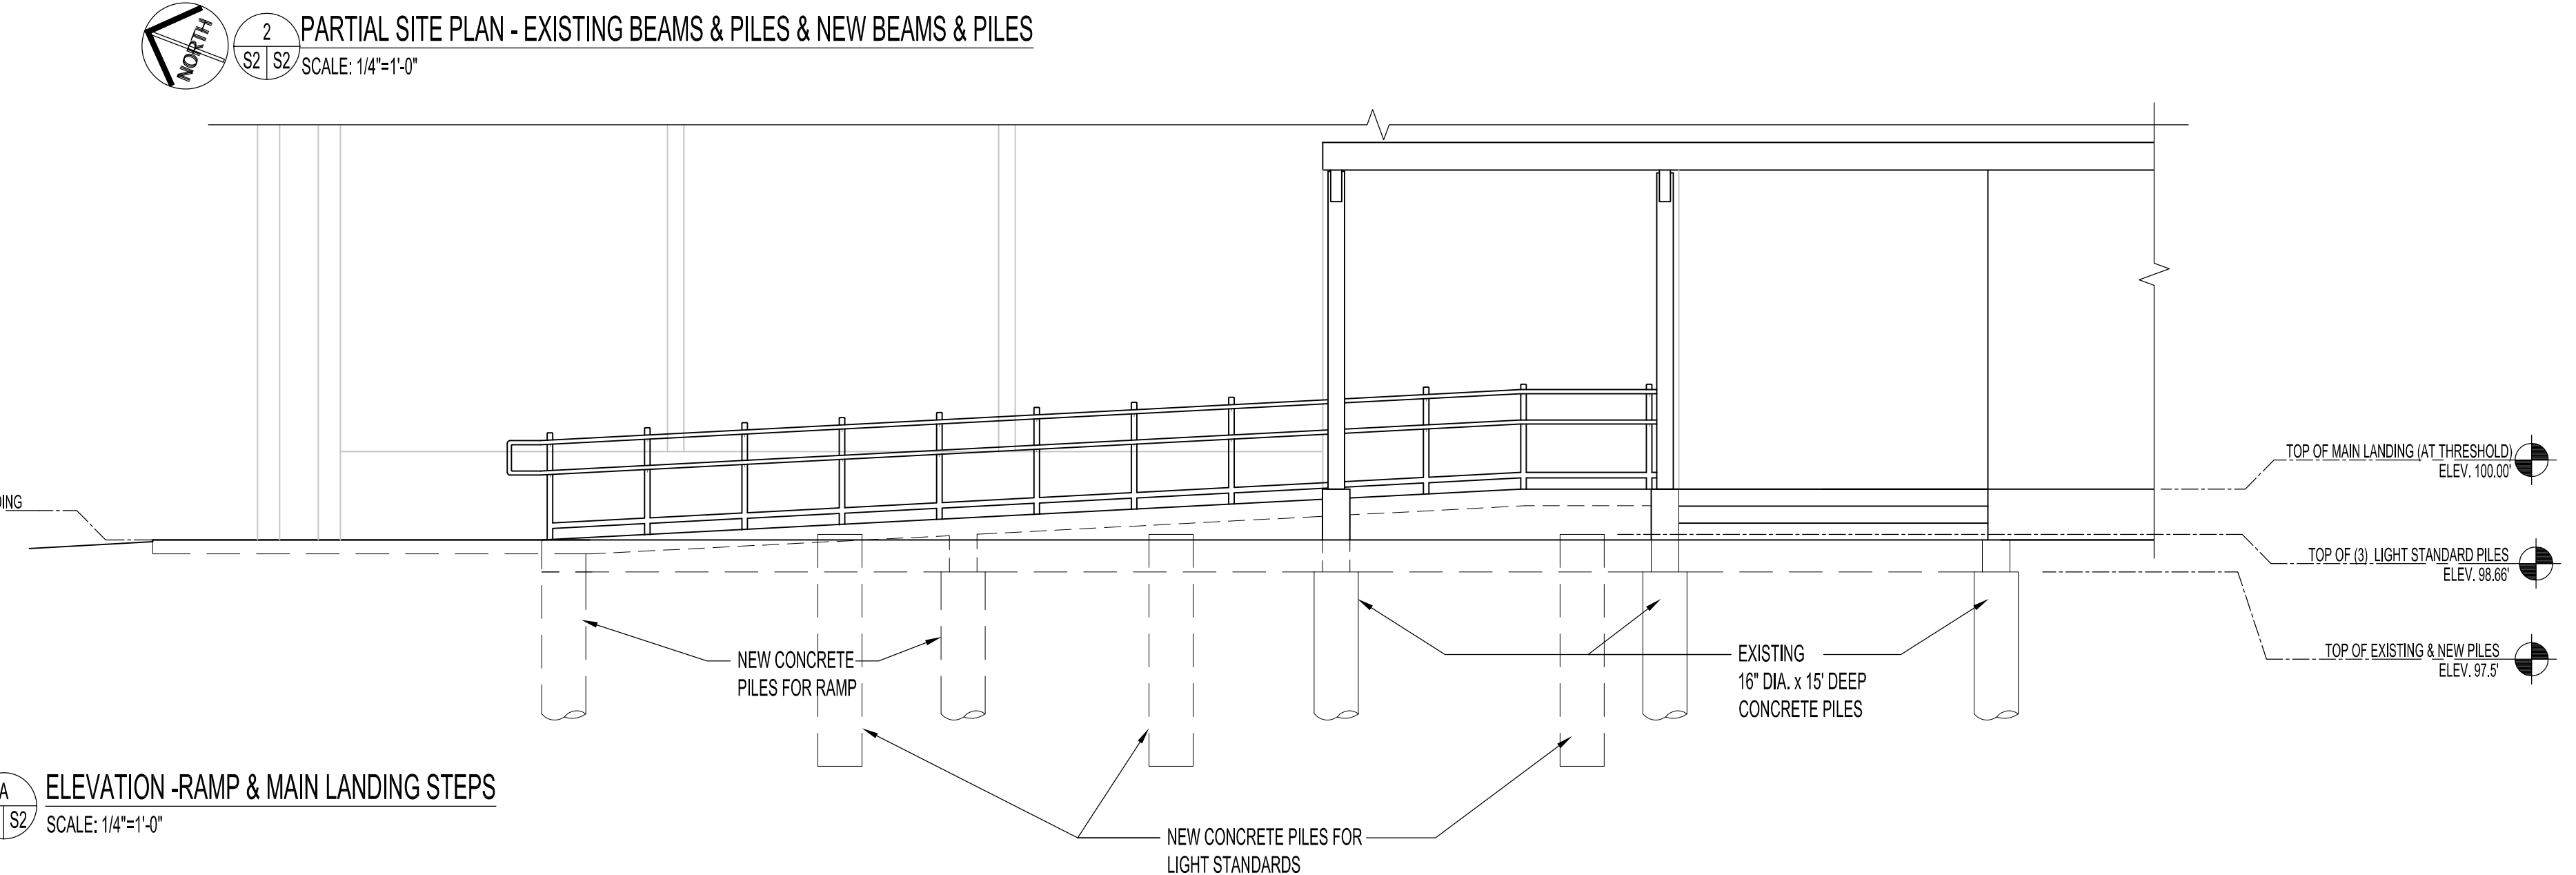 NORTH
2
S2 S2
PARTIAL SITE PLAN - EXISTING BEAMS & PILES & NEW BEAMS & PILES
SCALE: 1/4"=1'-0"
TOP OF MAIN LANDING (AT THRESHOLD)
ELEV. 100.00'
DING
TOP OF (3) LIGHT STANDARD PILES
ELEV. 98.66'
TOP OF EXISTING & NEW PILES
ELEV. 97.5'
NEW CONCRETE
PILES FOR RAMP
EXISTING
16" DIA. x 15' DEEP
CONCRETE PILES
A
S2
ELEVATION -RAMP & MAIN LANDING STEPS
SCALE: 1/4"=1'-0"
NEW CONCRETE PILES FOR
LIGHT STANDARDS